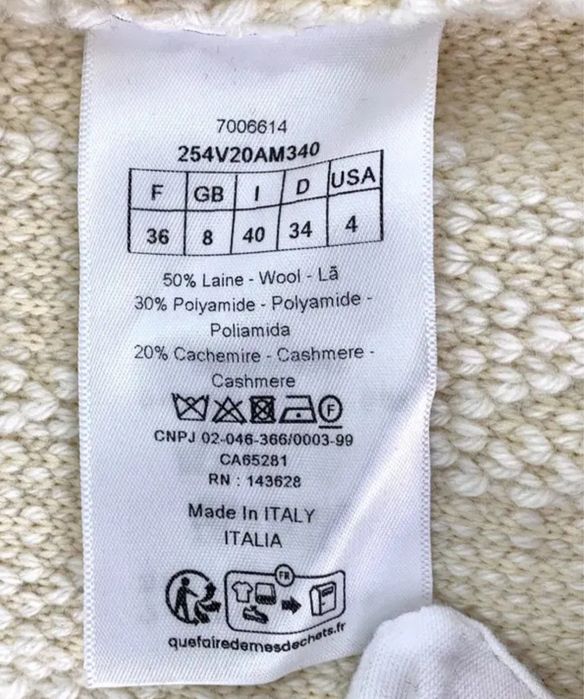 7006614
254V20AM340
F GB I D USA
36 8 40 34 4
50% Laine - Wool - Lã
30% Polyamide - Polyamide -
Poliamida
20% Cachemire - Cashmere -
Cashmere
F
CNPJ 02-046-366/0003-99
CA65281
RN : 143628
Made In ITALY
ITALIA
FR
quefairedemesdechets.fr